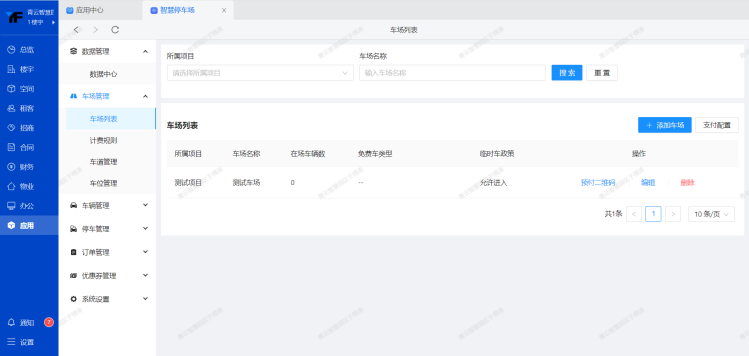 青云智慧
1 楼宇
应用中心
智慧停车场
车场列表
总览
楼宇
空间
租客
招商
合同
财务
物业
办公
应用
通知
7
设置
数据管理
数据中心
车场管理
车场列表
计费规则
车道管理
车位管理
车辆管理
停车管理
订单管理
优惠券管理
系统设置
所属项目
车场名称
请选择所属项目
输入车场名称
搜 索
重 置
车场列表
添加车场
支付配置
所属项目 车场名称 在场车辆数 免费车类型 临时车政策 操作
测试项目 测试车场 0 -- 允许进入 预付二维码 编辑 删除
共1条
1
10 条/页